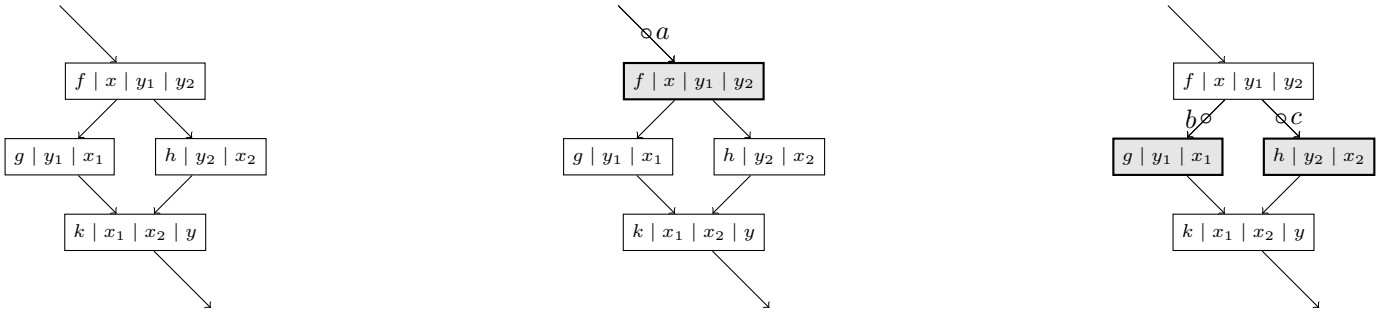 a
f | x | y₁ | y₂
f | x | y₁ | y₂
f | x | y₁ | y₂
b
c
g | y₁ | x₁
h | y₂ | x₂
g | y₁ | x₁
h | y₂ | x₂
g | y₁ | x₁
h | y₂ | x₂
k | x₁ | x₂ | y
k | x₁ | x₂ | y
k | x₁ | x₂ | y